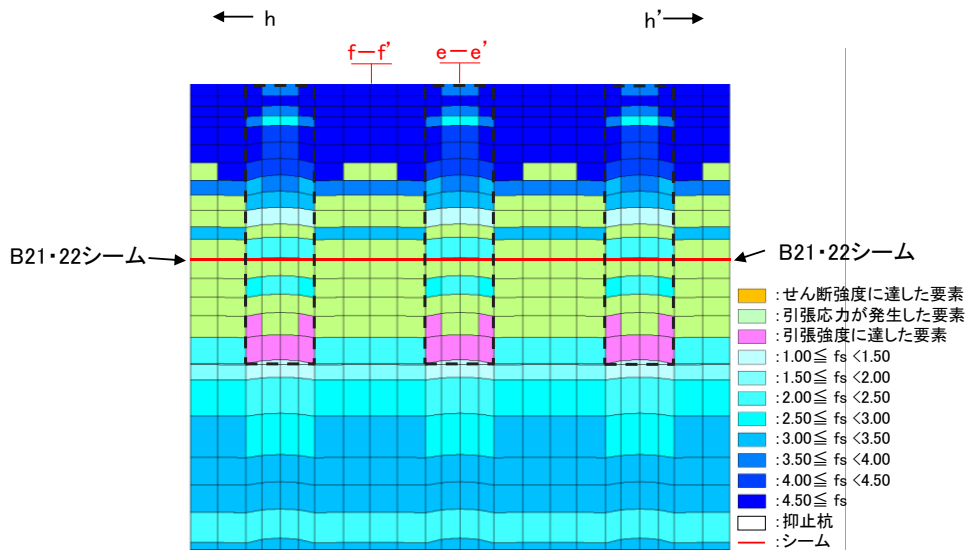 h
h'
f－f'
e－e'
B21・22シーム
B21・22シーム
:せん断強度に達した要素
:引張応力が発生した要素
:引張強度に達した要素
:1.00≦ fs <1.50
:1.50≦ fs <2.00
:2.00≦ fs <2.50
:2.50≦ fs <3.00
:3.00≦ fs <3.50
:3.50≦ fs <4.00
:4.00≦ fs <4.50
:4.50≦ fs
:抑止杭
:シーム